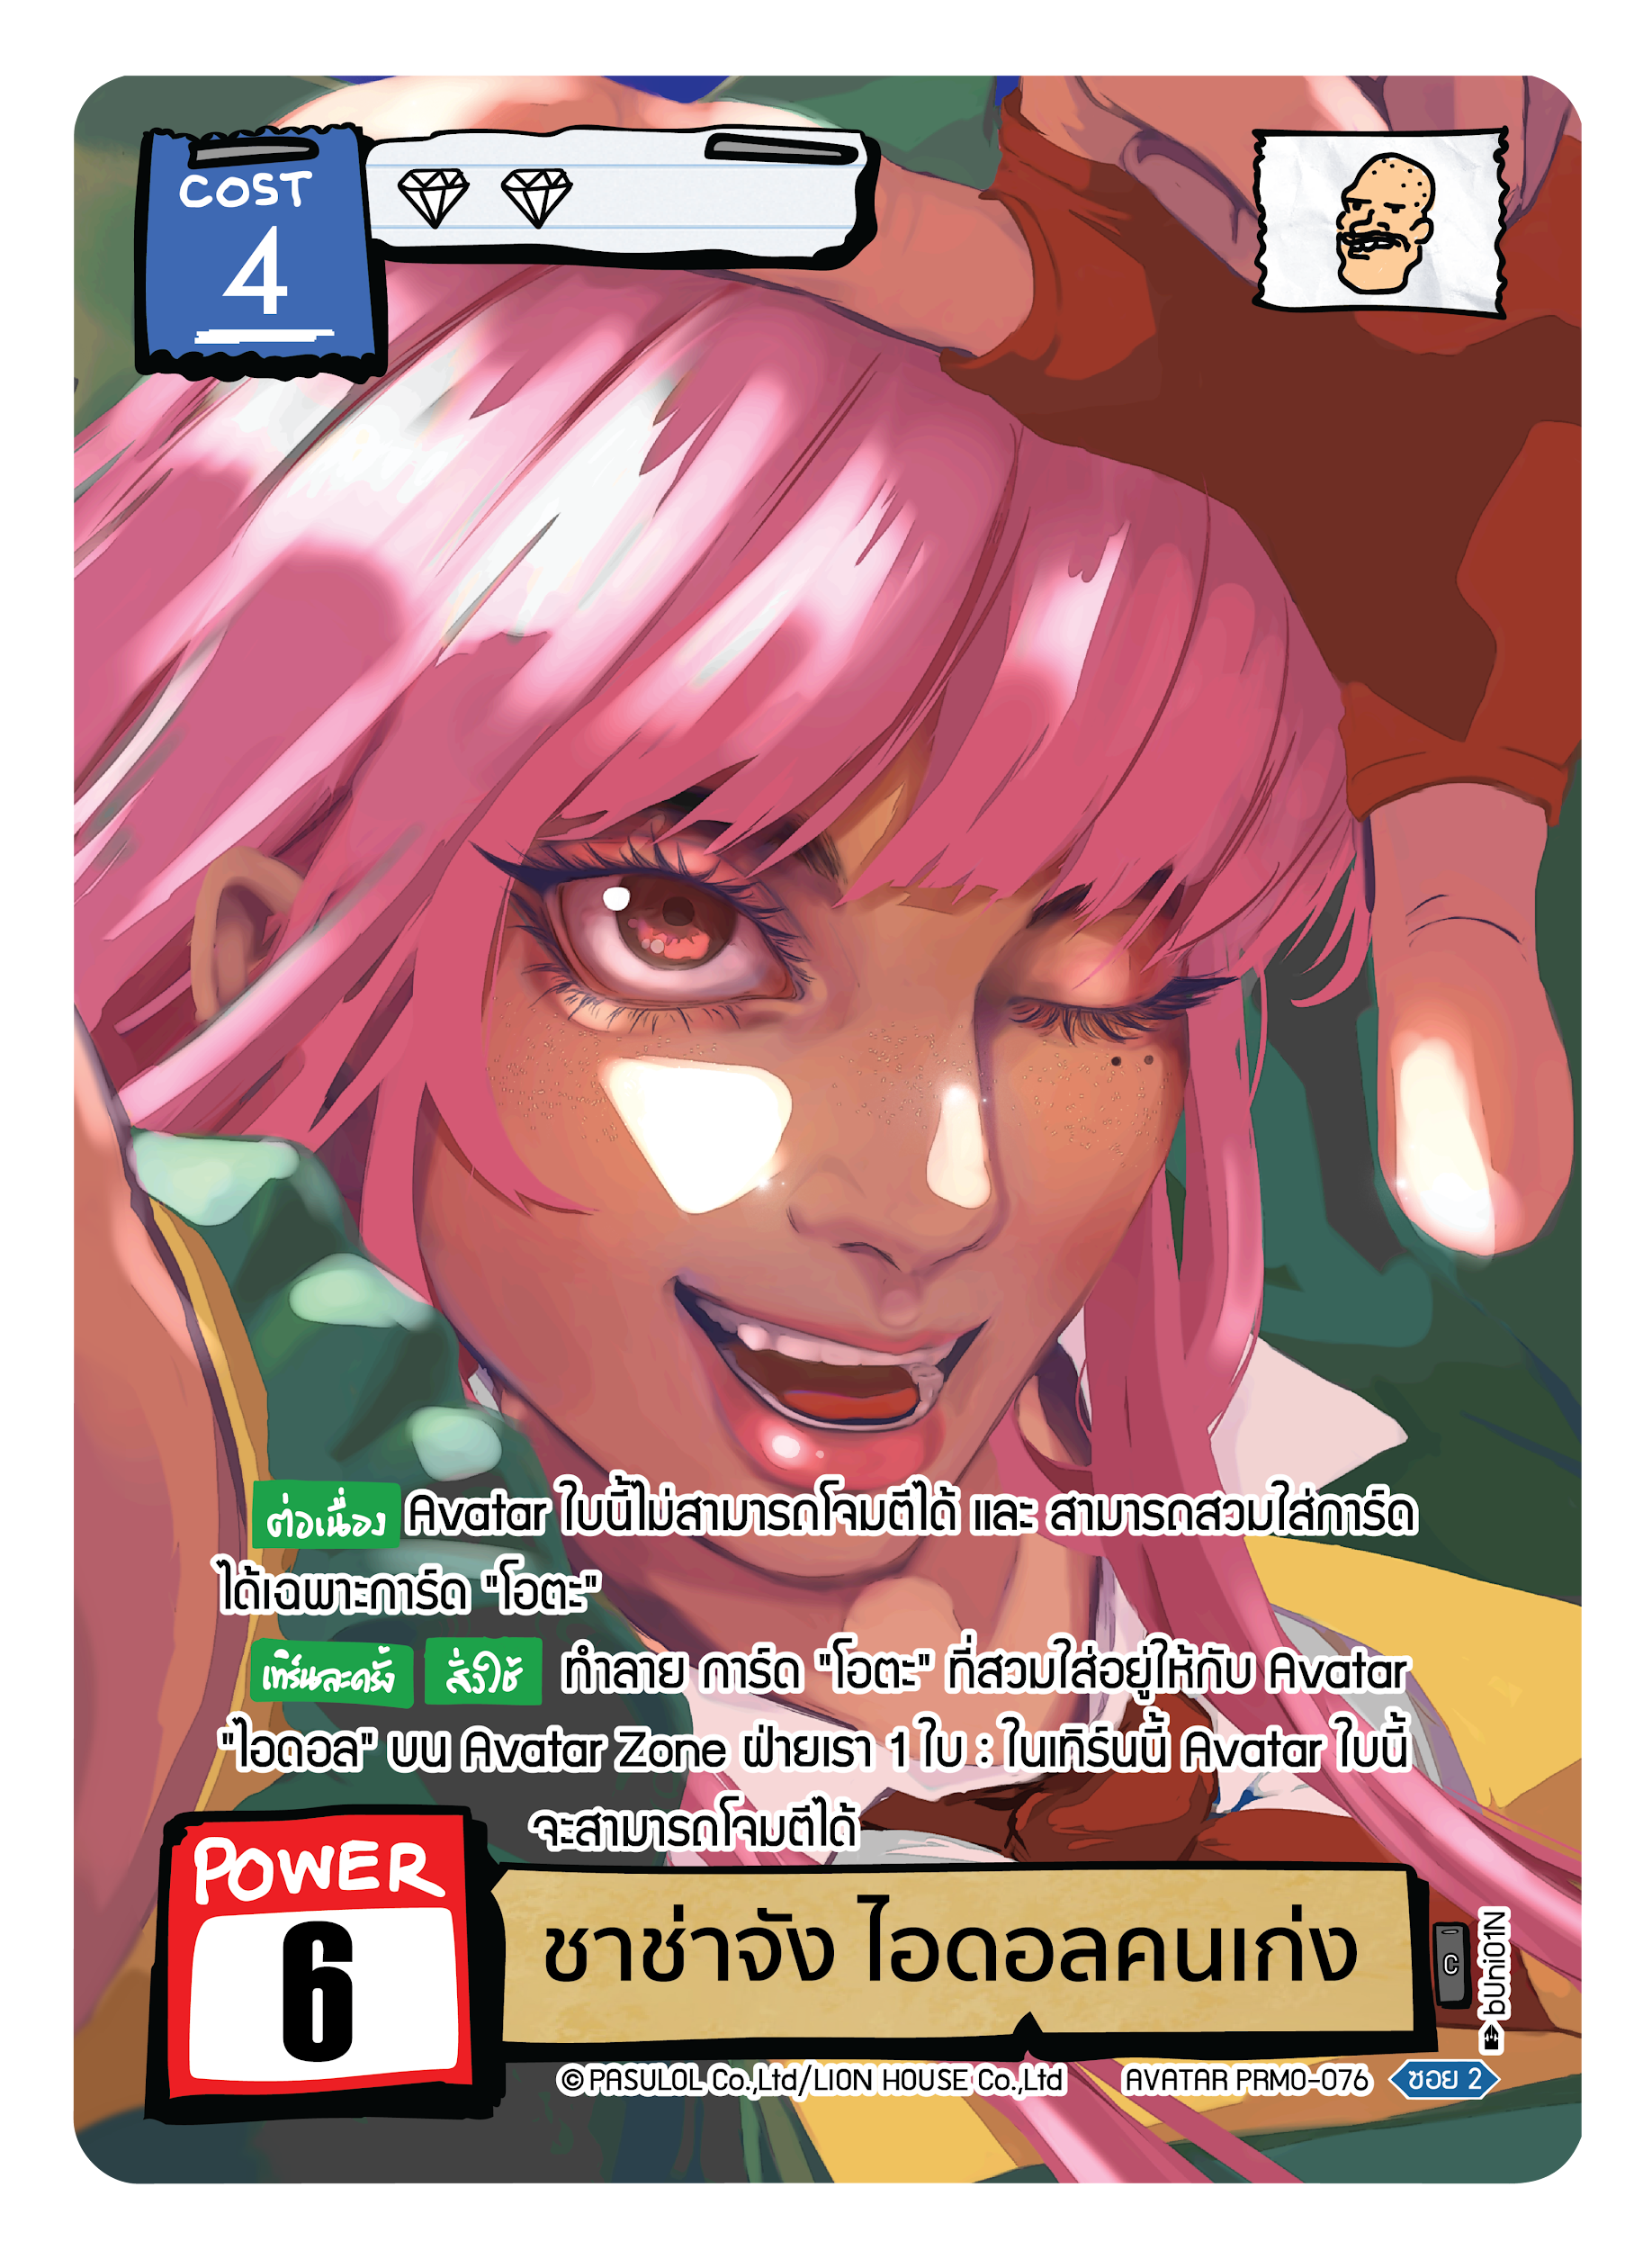 COST
4
ต่อเนื่อง Avatar ใบนี้ไม่สามารถโจมตีได้ และ สามารถสวมใส่การ์ด
ได้เฉพาะการ์ด "โอตะ"
เทิร์นละครั้ง สั่งใช้ ทำลาย การ์ด "โอตะ" ที่สวมใส่อยู่ให้กับ Avatar
"ไอดอล" บน Avatar Zone ฝ่ายเรา 1 ใบ : ในเทิร์นนี้ Avatar ใบนี้
จะสามารถโจมตีได้
POWER
6
ชาช่าจัง ไอดอลคนเก่ง
C
bUni01N
©PASULOL Co.,Ltd/LION HOUSE Co.,Ltd AVATAR PRMO-076 ซอย 2